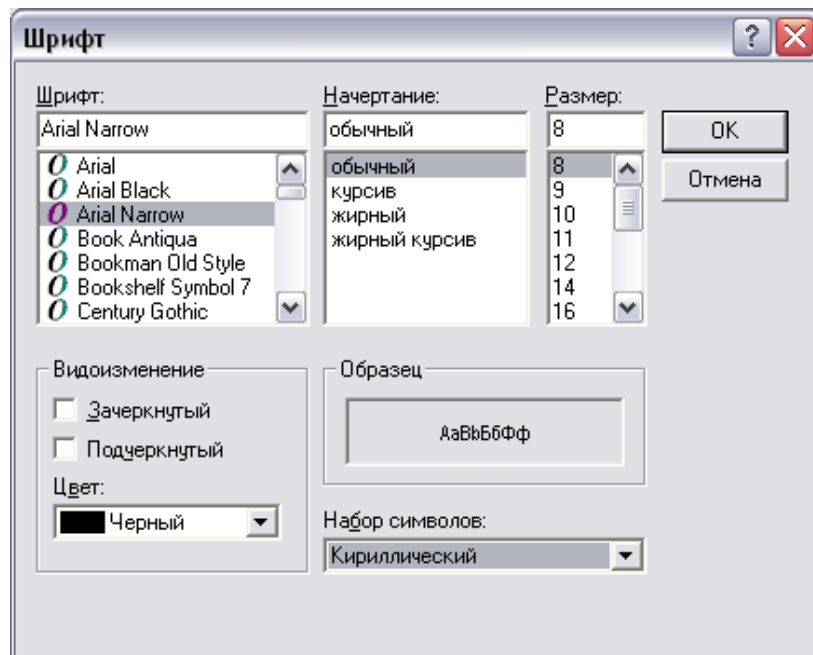 Шрифт
Шрифт:
Начертание:
Размер:
Arial Narrow
обычный
8
OK
Arial
Arial Black
Arial Narrow
Book Antiqua
Bookman Old Style
Bookshelf Symbol 7
Century Gothic
обычный
курсив
жирный
жирный курсив
8
9
10
11
12
14
16
Отмена
Видоизменение
Зачеркнутый
Подчеркнутый
Цвет:
Черный
Образец
AaBbБбФф
Набор символов:
Кириллический